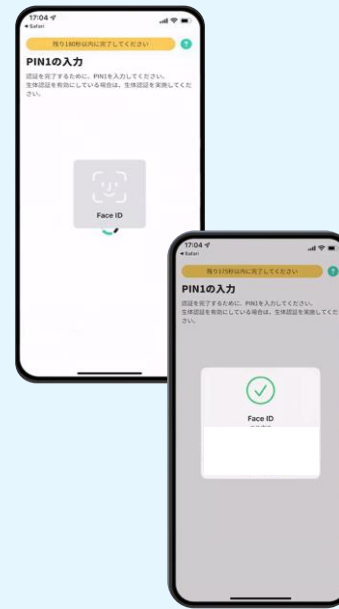 17:04
◀ Safari
残り180秒以内に完了してください
?
PIN1の入力
認証を完了するために、PIN1を入力してください。
生体認証を有効にしている場合は、生体認証を実施してくだ
さい。
Face ID
17:04
◀ Safari
残り175秒以内に完了してください
?
PIN1の入力
認証を完了するために、PIN1を入力してください。
生体認証を有効にしている場合は、生体認証を実施してくだ
さい。
Face ID